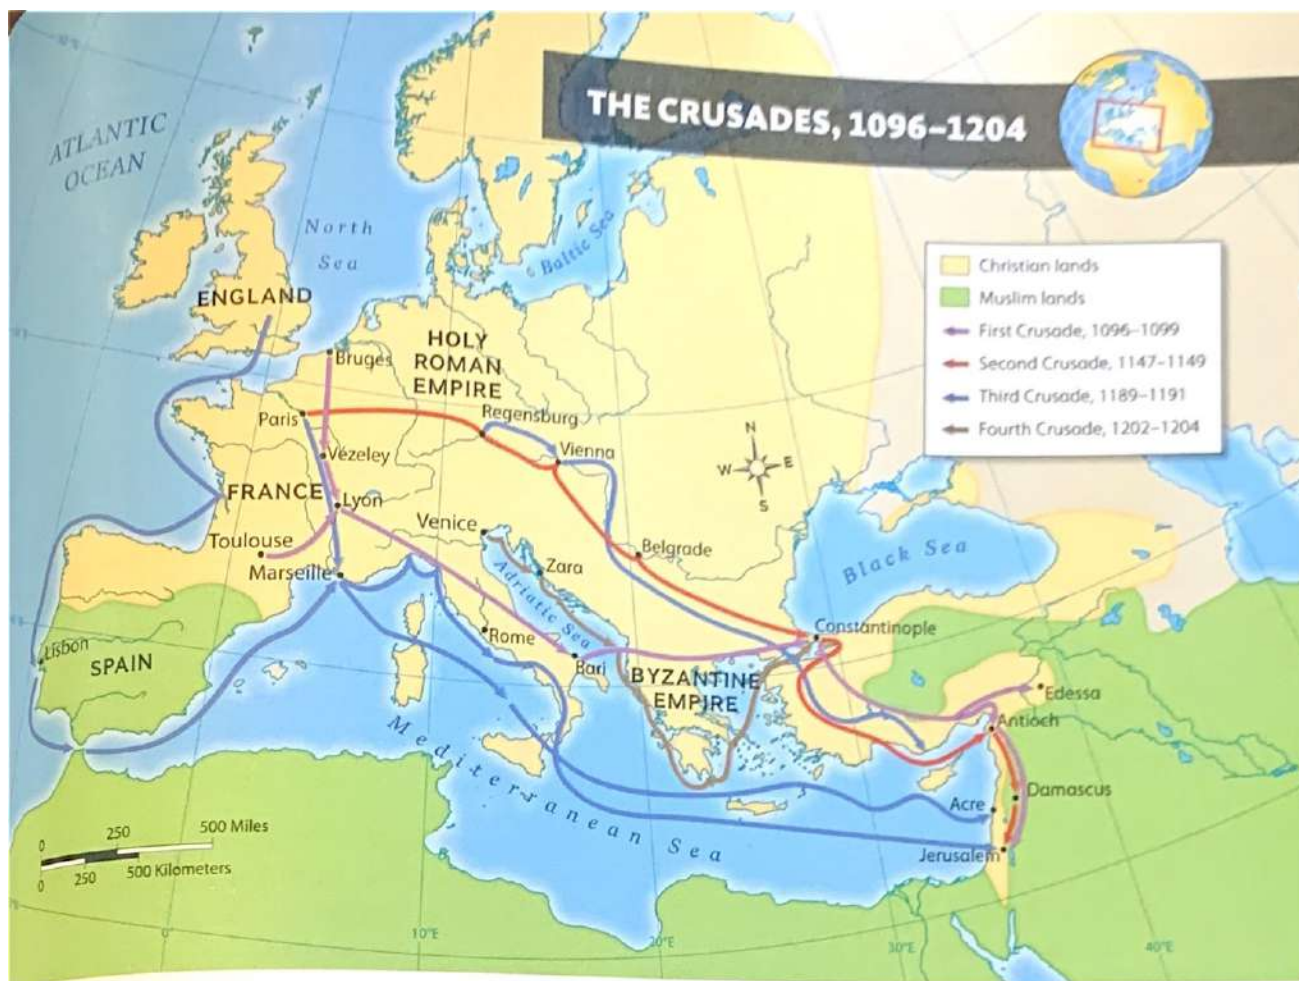 THE CRUSADES, 1096–1204
ATLANTIC
OCEAN
North
Sea
Baltic Sea
Christian lands
Muslim lands
First Crusade, 1096–1099
Second Crusade, 1147–1149
Third Crusade, 1189–1191
Fourth Crusade, 1202–1204
ENGLAND
HOLY
ROMAN
EMPIRE
Bruges
Paris
Regensburg
Vienna
N
W
E
S
Vézeley
FRANCE
Lyon
Venice
Toulouse
Marseille
Zara
Belgrade
Black Sea
Adriatic Sea
Constantinople
Lisbon
SPAIN
Rome
Bari
BYZANTINE
EMPIRE
Edessa
Antioch
Mediterranean Sea
Damascus
Acre
Jerusalem
0 250 500 Miles
0 250 500 Kilometers
0°
10°E
20°E
30°E
40°E